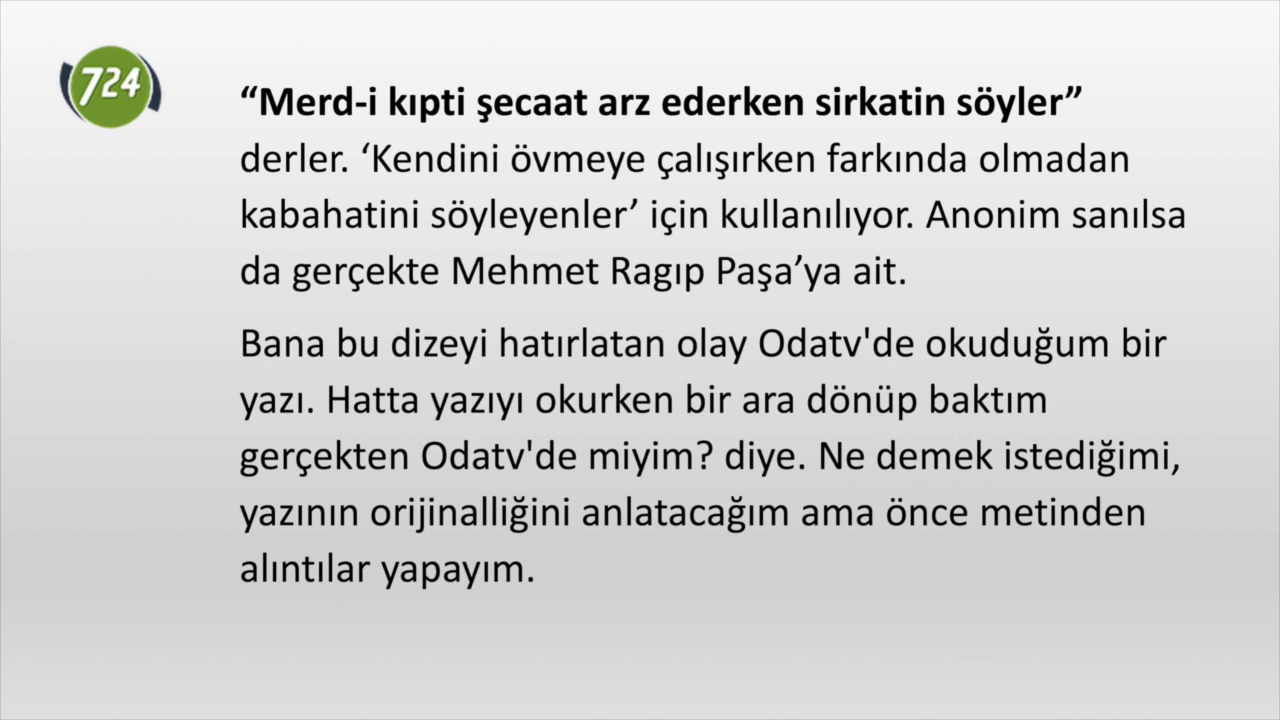 724
“Merd-i kıpti şecaat arz ederken sirkatin söyler”
derler. ‘Kendini övmeye çalışırken farkında olmadan
kabahatini söyleyenler’ için kullanılıyor. Anonim sanılsa
da gerçekte Mehmet Ragıp Paşa’ya ait.
Bana bu dizeyi hatırlatan olay Odatv'de okuduğum bir
yazı. Hatta yazıyı okurken bir ara dönüp baktım
gerçekten Odatv'de miyim? diye. Ne demek istediğimi,
yazının orijinalliğini anlatacağım ama önce metinden
alıntılar yapayım.